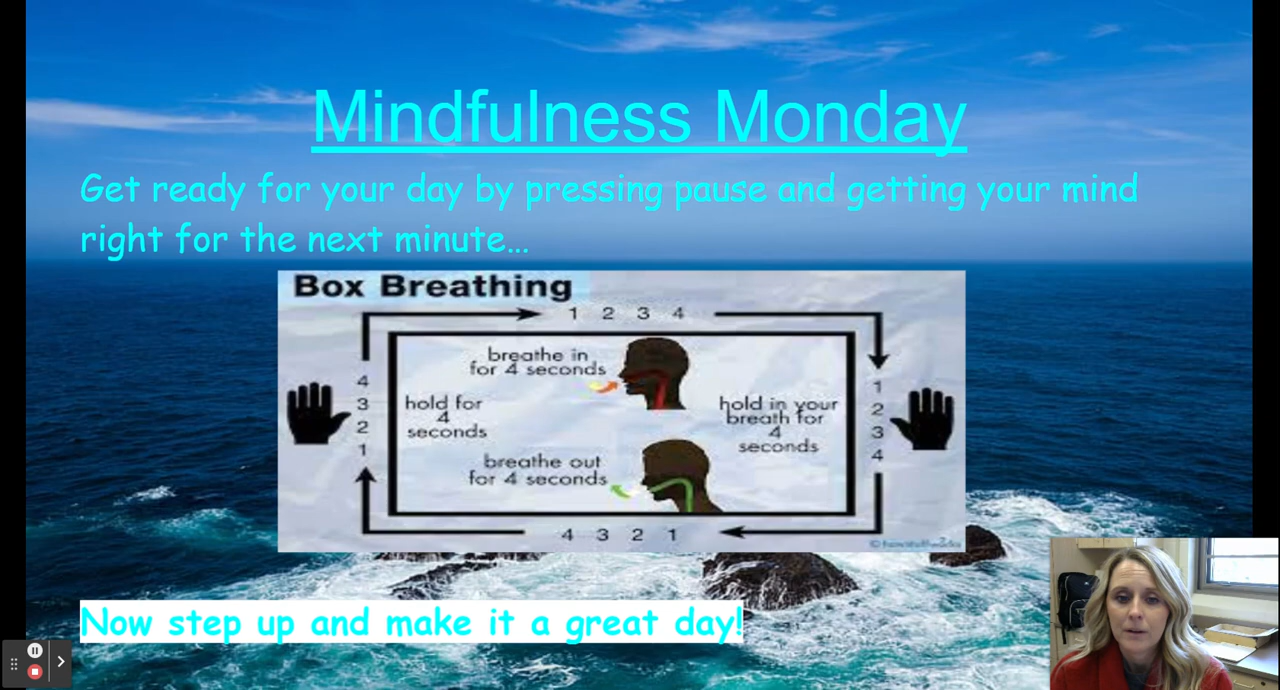 Mindfulness Monday
Get ready for your day by pressing pause and getting your mind
right for the next minute...
Box Breathing
1 2 3 4
breathe in
for 4 seconds
4
3
2
1
hold for
4
seconds
hold in your
breath for
4
seconds
1
2
3
4
breathe out
for 4 seconds
4 3 2 1
Now step up and make it a great day!